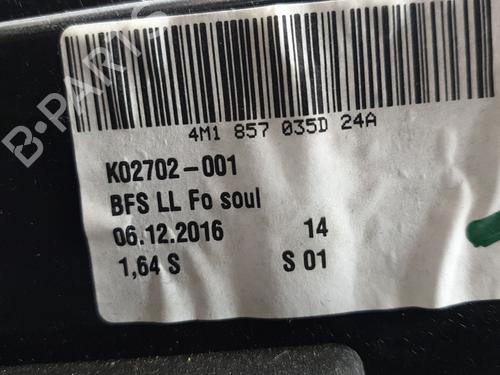 B-PARTS
4M1 857 035D 24A
K02702-001
BFS LL Fo soul
06.12.2016 14
1,64 S S 01